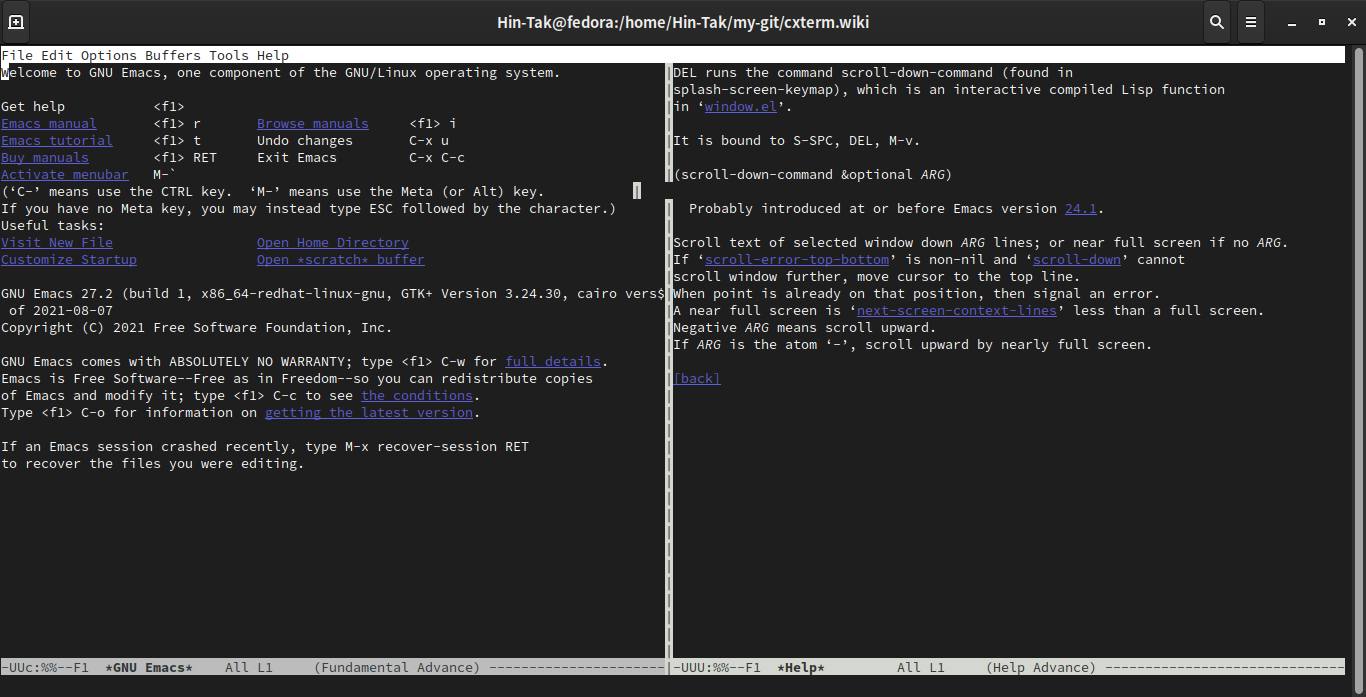 Hin-Tak@fedora:/home/Hin-Tak/my-git/cxterm.wiki
File Edit Options Buffers Tools Help
Welcome to GNU Emacs, one component of the GNU/Linux operating system.
Get help <f1>
Emacs manual <f1> r Browse manuals <f1> i
Emacs tutorial <f1> t Undo changes C-x u
Buy manuals <f1> RET Exit Emacs C-x C-c
Activate menubar M-`
(‘C-’ means use the CTRL key.  ‘M-’ means use the Meta (or Alt) key.
If you have no Meta key, you may instead type ESC followed by the character.)
Useful tasks:
Visit New File Open Home Directory
Customize Startup Open *scratch* buffer
GNU Emacs 27.2 (build 1, x86_64-redhat-linux-gnu, GTK+ Version 3.24.30, cairo vers$
of 2021-08-07
Copyright (C) 2021 Free Software Foundation, Inc.
GNU Emacs comes with ABSOLUTELY NO WARRANTY; type <f1> C-w for full details.
Emacs is Free Software--Free as in Freedom--so you can redistribute copies
of Emacs and modify it; type <f1> C-c to see the conditions.
Type <f1> C-o for information on getting the latest version.
If an Emacs session crashed recently, type M-x recover-session RET
to recover the files you were editing.
-UUc:%%--F1  *GNU Emacs*    All L1     (Fundamental Advance) ----------------------
DEL runs the command scroll-down-command (found in
splash-screen-keymap), which is an interactive compiled Lisp function
in ‘window.el’.
It is bound to S-SPC, DEL, M-v.
(scroll-down-command &optional ARG)
Probably introduced at or before Emacs version 24.1.
Scroll text of selected window down ARG lines; or near full screen if no ARG.
If ‘scroll-error-top-bottom’ is non-nil and ‘scroll-down’ cannot
scroll window further, move cursor to the top line.
When point is already on that position, then signal an error.
A near full screen is ‘next-screen-context-lines’ less than a full screen.
Negative ARG means scroll upward.
If ARG is the atom ‘-’, scroll upward by nearly full screen.
[back]
-UUU:%%--F1  *Help*         All L1     (Help Advance) ------------------------------